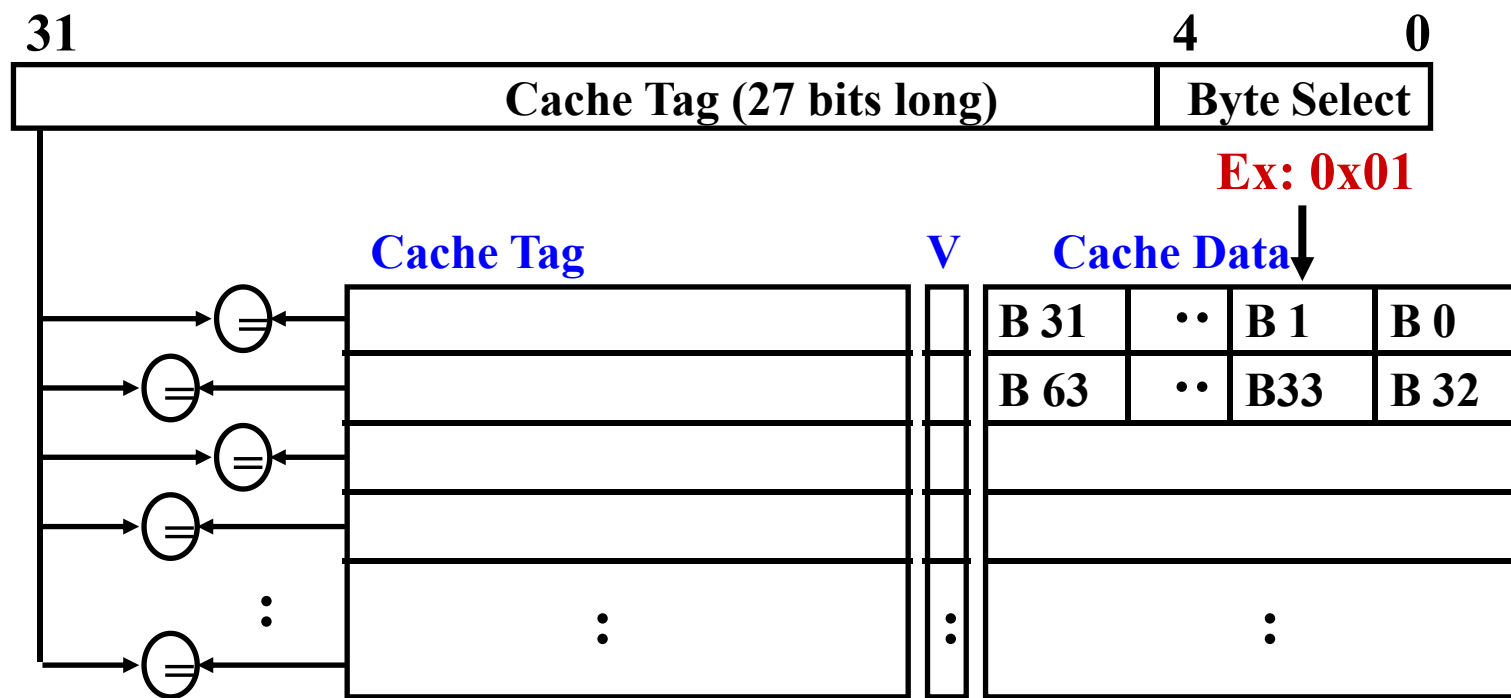 31 4 0
Cache Tag (27 bits long) Byte Select
Ex: 0x01
Cache Tag V Cache Data
= B 31 ·· B 1 B 0
= B 63 ·· B33 B 32
=
=
: : : :
=